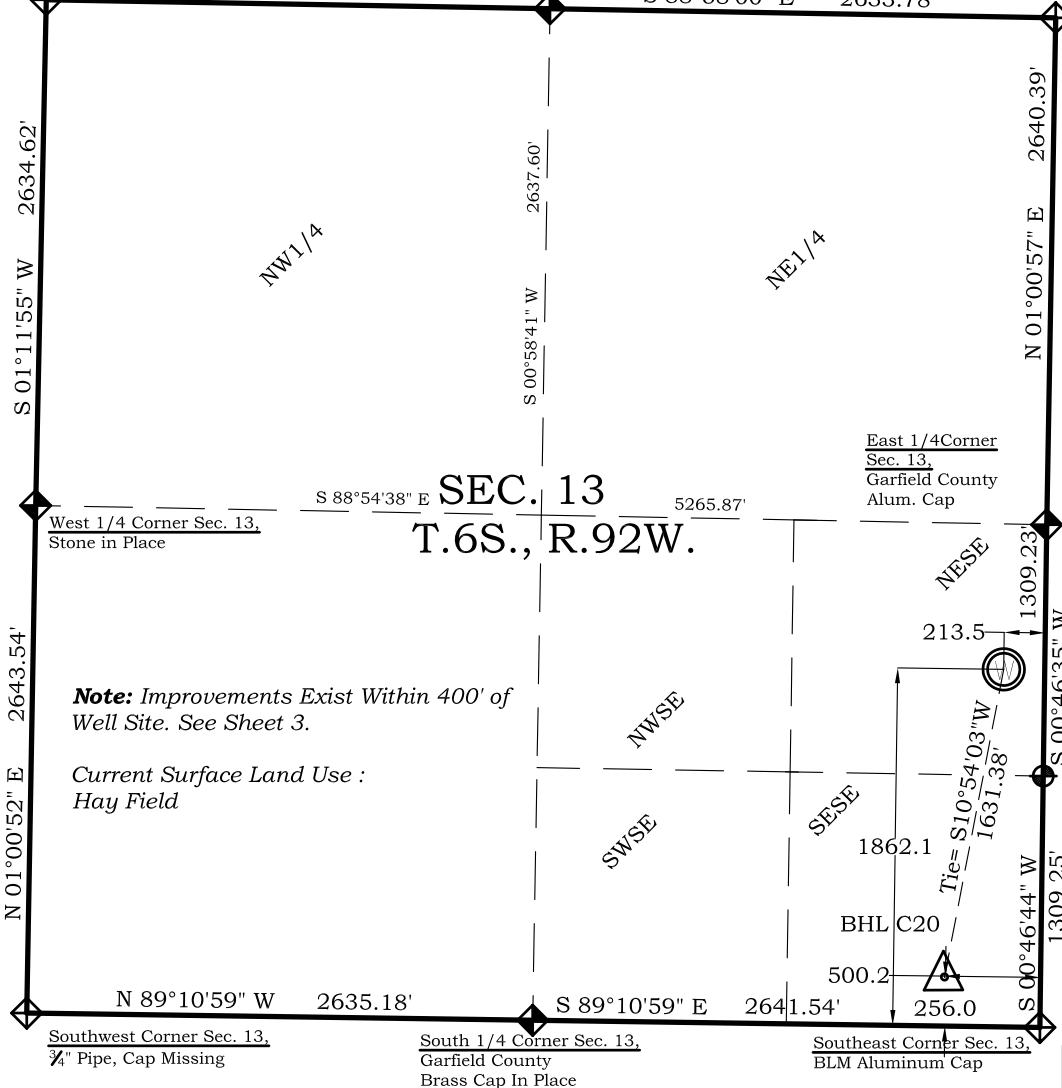 2633.78'
2634.62'
S 01°11'55" W
2637.60'
S 00°58'41" W
2640.39'
N 01°00'57" E
NW1/4
NE1/4
East 1/4Corner
Sec. 13,
Garfield County
Alum. Cap
S 88°54'38" E
SEC. 13
5265.87'
T.6S., R.92W.
West 1/4 Corner Sec. 13,
Stone in Place
NESE
1309.23'
213.5
W
S 00°46'35" W
2643.54'
N 01°00'52" E
Note: Improvements Exist Within 400' of
Well Site. See Sheet 3.
Current Surface Land Use :
Hay Field
NWSE
SWSE
SESE
Tie= S10°54'03"W
1631.38'
1862.1
BHL C20
500.2
256.0
S 00°46'44" W
1309.25'
N 89°10'59" W
2635.18'
S 89°10'59" E
2641.54'
Southwest Corner Sec. 13,
3/4" Pipe, Cap Missing
South 1/4 Corner Sec. 13,
Garfield County
Brass Cap In Place
Southeast Corner Sec. 13,
BLM Aluminum Cap